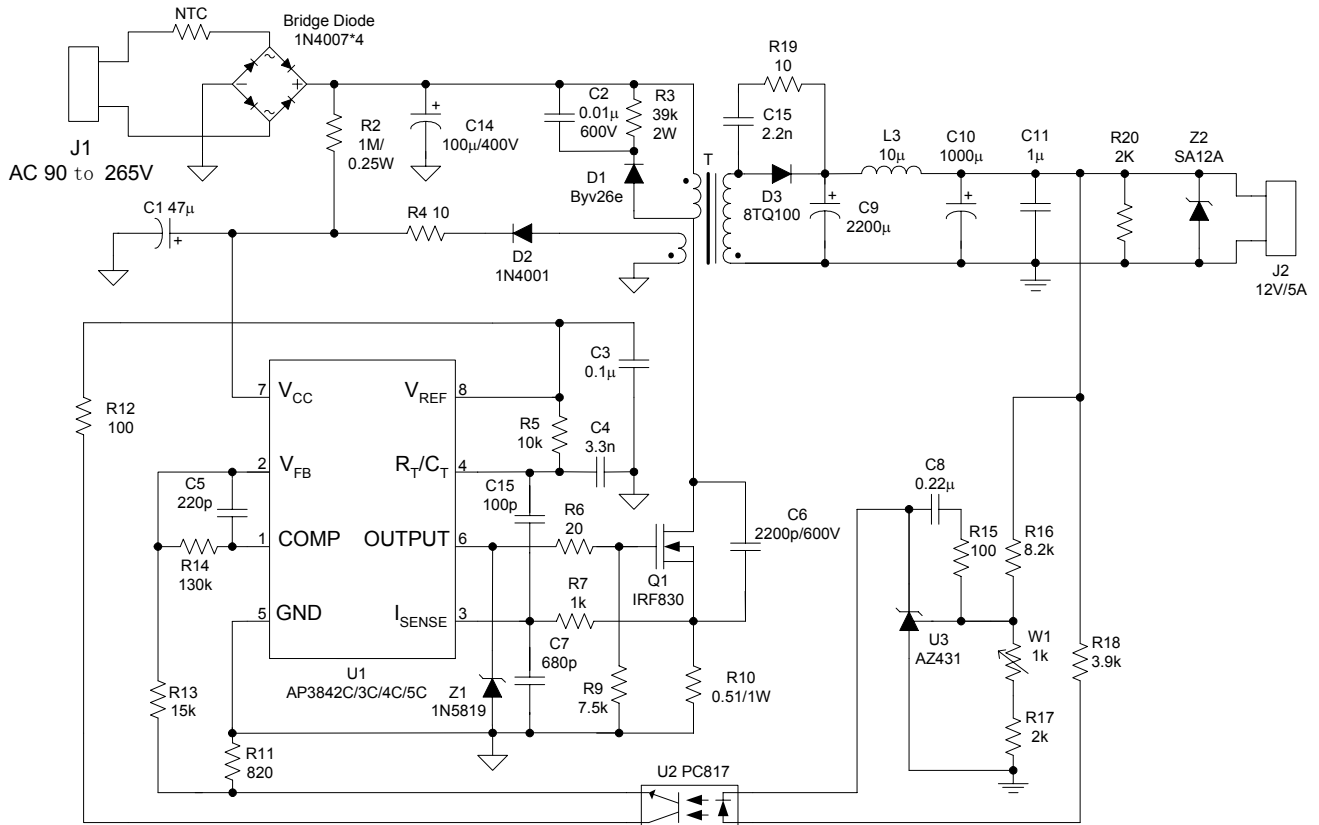 NTC
Bridge Diode
1N4007*4
J1
AC 90 to 265V
R2
1M/
0.25W
+
C14
100μ/400V
C2
0.01μ
600V
R3
39k
2W
D1
Byv26e
T
R19
10
C15
2.2n
D3
8TQ100
+
C9
2200μ
L3
10μ
C10
1000μ
+
C11
1μ
R20
2K
Z2
SA12A
J2
12V/5A
C1 47μ
+
R4 10
D2
1N4001
R12
100
7
VCC
VREF
8
2
VFB
RT/CT
4
1
COMP
OUTPUT
6
5
GND
ISENSE
3
U1
AP3842C/3C/4C/5C
C3
0.1μ
R5
10k
C4
3.3n
C5
220p
R14
130k
C15
100p
R6
20
Q1
IRF830
C6
2200p/600V
R7
1k
C7
680p
Z1
1N5819
R9
7.5k
R10
0.51/1W
R13
15k
R11
820
U2 PC817
C8
0.22μ
R15
100
R16
8.2k
U3
AZ431
W1
1k
R17
2k
R18
3.9k